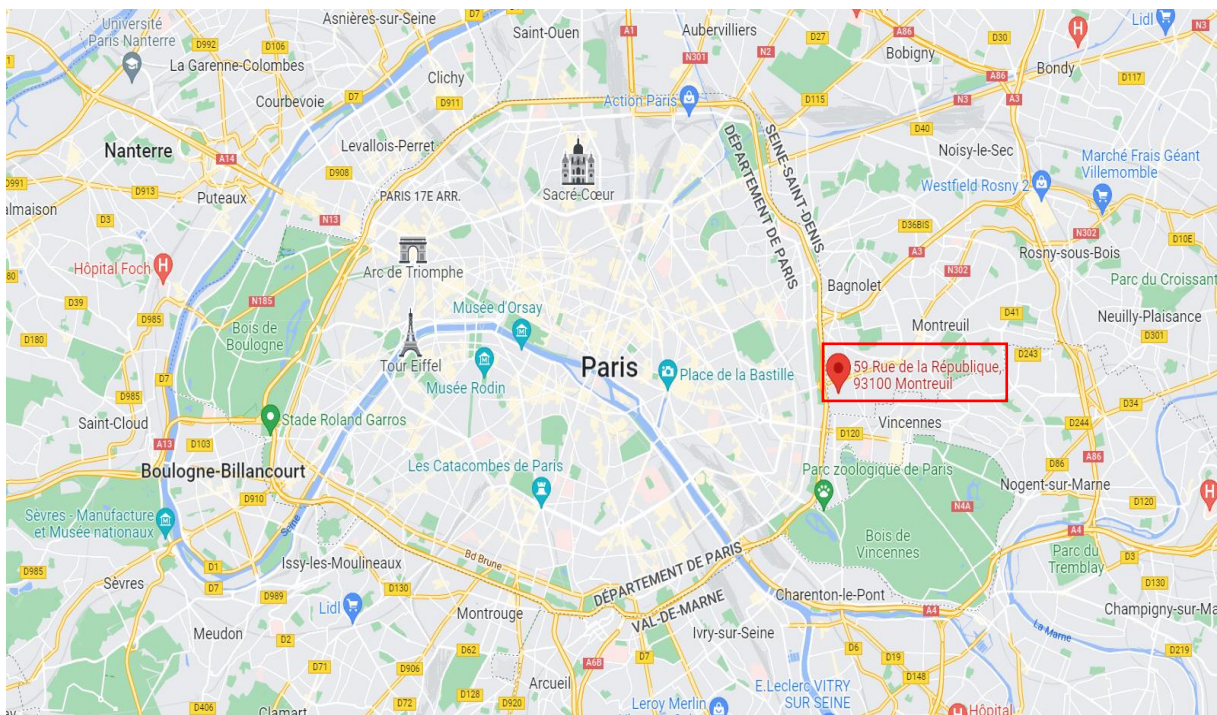 Université
Paris Nanterre
Asnières-sur-Seine
D7
Saint-Ouen
A1
Aubervilliers
A86
H
Lidl
N3
D992
D106
N2
D27
Bobigny
D30
La Garenne-Colombes
Clichy
N301
Bondy
A86
D117
Courbevoie
D7
D911
Action Paris
D115
N3
A3
Nanterre
A14
Levallois-Perret
D40
Noisy-le-Sec
Marché Frais Géant
Villemomble
D991
D913
D908
DÉPARTEMENT DE PARIS
SEINE-SAINT-DENIS
Westfield Rosny 2
almaison
Puteaux
PARIS 17E ARR.
Sacré-Cœur
D3
N13
D36BIS
N302
D10E
Arc de Triomphe
A3
N302
Rosny-sous-Bois
Hôpital Foch
H
80
Bagnolet
Parc du Croissant
D39
N185
Musée d'Orsay
D41
D985
Bois de
Boulogne
Montreuil
Neuilly-Plaisance
D301
D180
Tour Eiffel
Paris
Place de la Bastille
59 Rue de la République,
93100 Montreuil
D243
D7
Musée Rodin
D985
D34
Saint-Cloud
Stade Roland Garros
Vincennes
D244
A13
D103
D120
A86
Boulogne-Billancourt
Les Catacombes de Paris
Parc zoologique de Paris
D86
Nogent-sur-Marne
D910
N4A
D120
H
Sèvres - Manufacture
et Musée nationaux
Seine
Bois de
Vincennes
A4
D985
D1
Issy-les-Moulineaux
Bd Brune
DÉPARTEMENT DE PARIS
Parc du
Tremblay
D3
Sèvres
D7
D989
D130
VAL-DE-MARNE
Charenton-le-Pont
D130
Lidl
Montrouge
A4
Champigny-sur-Ma
Meudon
D2
Ivry-sur-Seine
La Marne
D62
D7
D6
D219
D71
D906
A6B
D19
Arcueil
D148
D406
D72
D128
D920
Leroy Merlin
E.Leclerc VITRY
SUR SEINE
Clamart
H
Hôpital